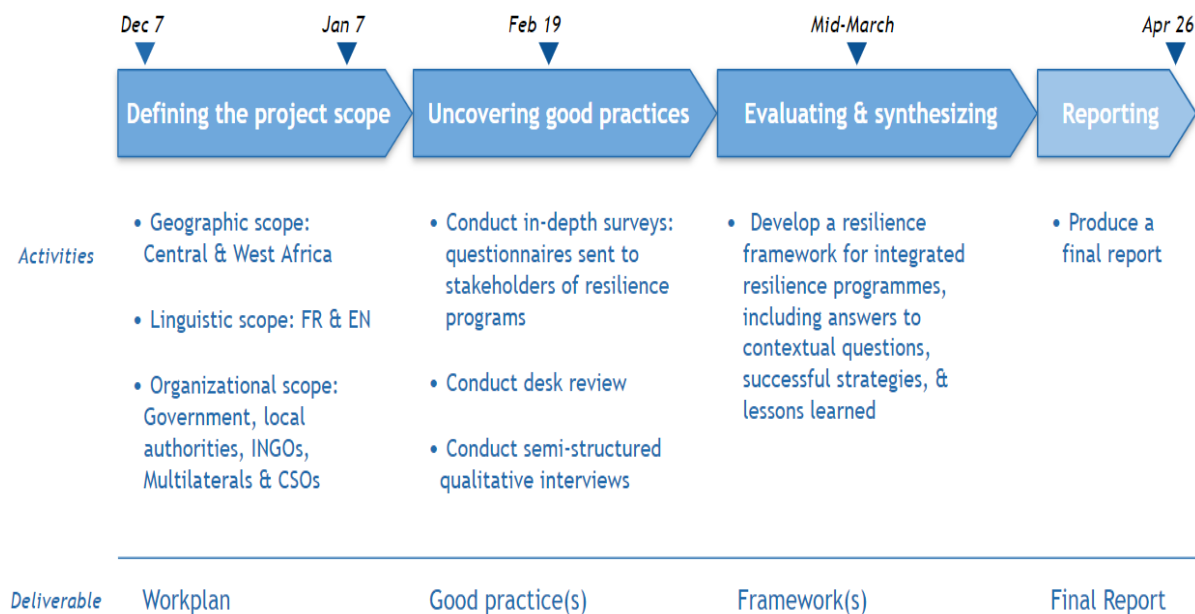 Dec 7
Jan 7
Feb 19
Mid-March
Apr 26
Defining the project scope
Uncovering good practices
Evaluating & synthesizing
Reporting
Activities
• Geographic scope:
Central & West Africa
• Linguistic scope: FR & EN
• Organizational scope:
Government, local
authorities, INGOs,
Multilaterals & CSOs
• Conduct in-depth surveys:
questionnaires sent to
stakeholders of resilience
programs
• Conduct desk review
• Conduct semi-structured
qualitative interviews
• Develop a resilience
framework for integrated
resilience programmes,
including answers to
contextual questions,
successful strategies, &
lessons learned
• Produce a
final report
Deliverable
Workplan
Good practice(s)
Framework(s)
Final Report